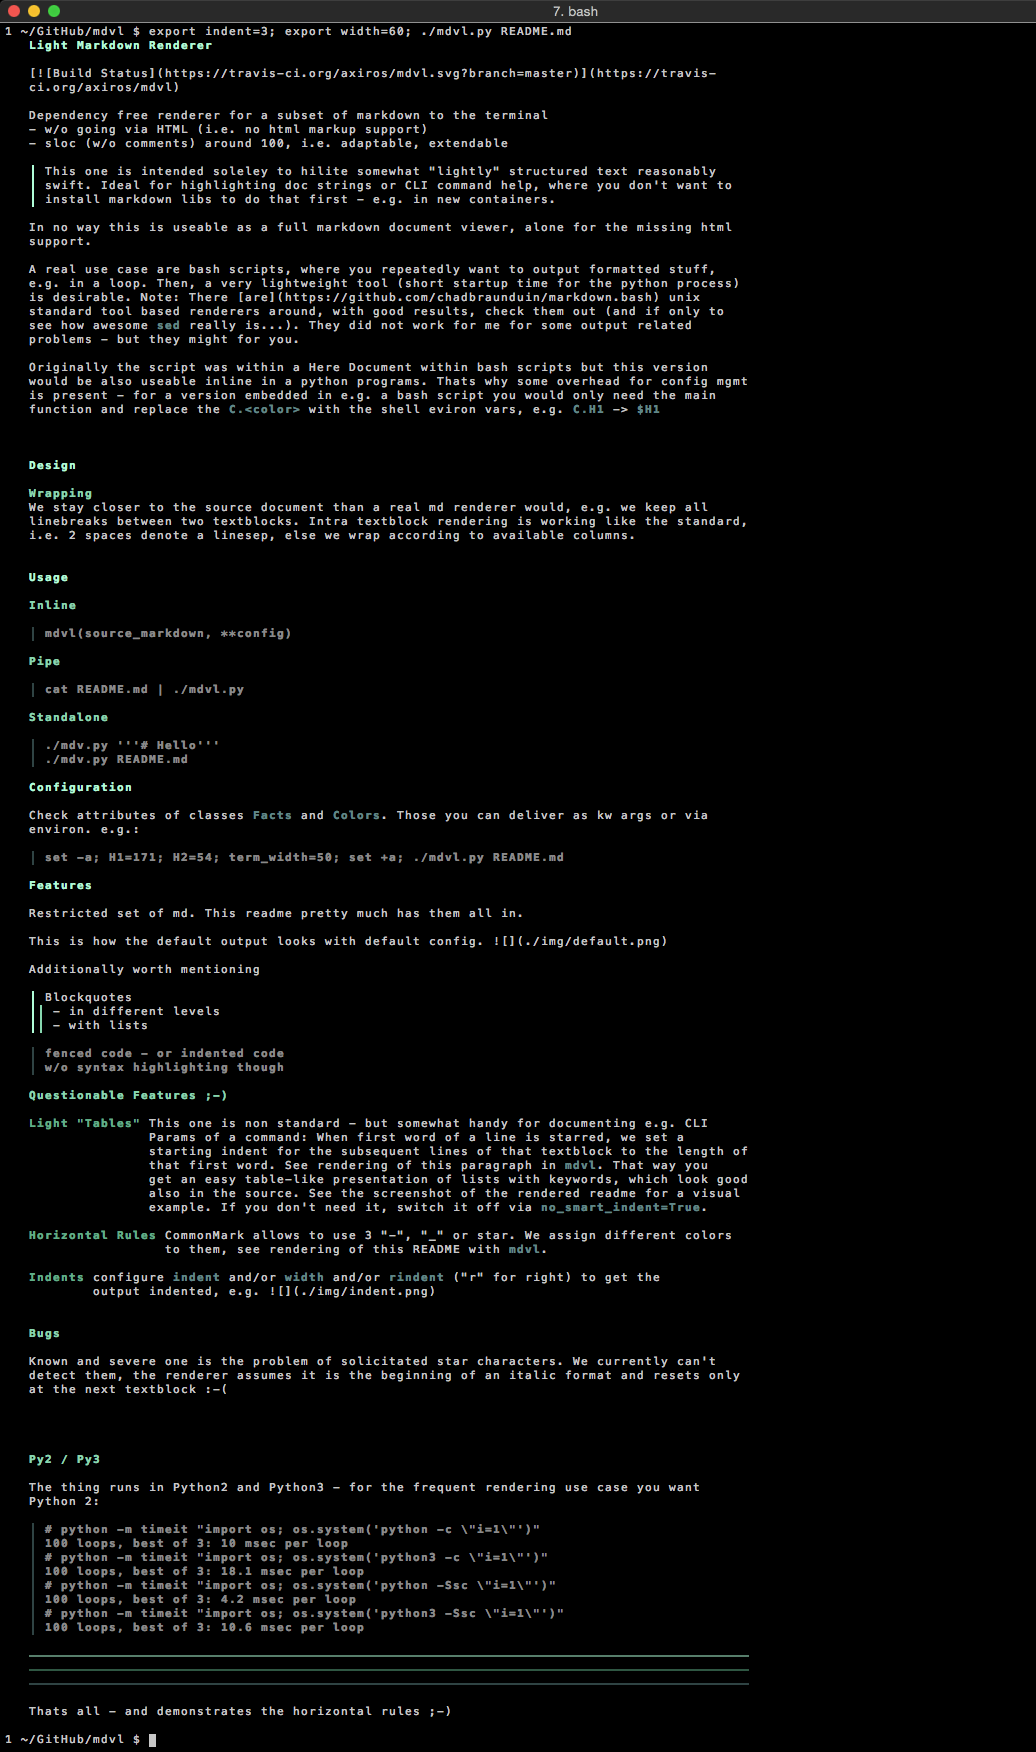 7. bash
1 ~/GitHub/mdvl $ export indent=3; export width=60; ./mdvl.py README.md
Light Markdown Renderer
[![Build Status](https://travis-ci.org/axiros/mdvl.svg?branch=master)](https://travis-
ci.org/axiros/mdvl)
Dependency free renderer for a subset of markdown to the terminal
- w/o going via HTML (i.e. no html markup support)
- sloc (w/o comments) around 100, i.e. adaptable, extendable
This one is intended soleley to hilite somewhat "lightly" structured text reasonably
swift. Ideal for highlighting doc strings or CLI command help, where you don't want to
install markdown libs to do that first - e.g. in new containers.
In no way this is useable as a full markdown document viewer, alone for the missing html
support.
A real use case are bash scripts, where you repeatedly want to output formatted stuff,
e.g. in a loop. Then, a very lightweight tool (short startup time for the python process)
is desirable. Note: There [are](https://github.com/chadbraunduin/markdown.bash) unix
standard tool based renderers around, with good results, check them out (and if only to
see how awesome sed really is...). They did not work for me for some output related
problems - but they might for you.
Originally the script was within a Here Document within bash scripts but this version
would be also useable inline in a python programs. Thats why some overhead for config mgmt
is present - for a version embedded in e.g. a bash script you would only need the main
function and replace the C.<color> with the shell eviron vars, e.g. C.H1 -> $H1
Design
Wrapping
We stay closer to the source document than a real md renderer would, e.g. we keep all
linebreaks between two textblocks. Intra textblock rendering is working like the standard,
i.e. 2 spaces denote a linesep, else we wrap according to available columns.
Usage
Inline
| mdvl(source_markdown, **config)
Pipe
| cat README.md | ./mdvl.py
Standalone
| ./mdv.py '''# Hello'''
| ./mdv.py README.md
Configuration
Check attributes of classes Facts and Colors. Those you can deliver as kw args or via
environ. e.g.:
| set -a; H1=171; H2=54; term_width=50; set +a; ./mdvl.py README.md
Features
Restricted set of md. This readme pretty much has them all in.
This is how the default output looks with default config. ![](./img/default.png)
Additionally worth mentioning
Blockquotes
- in different levels
- with lists
| fenced code - or indented code
| w/o syntax highlighting though
Questionable Features ;-)
Light "Tables" This one is non standard - but somewhat handy for documenting e.g. CLI
Params of a command: When first word of a line is starred, we set a
starting indent for the subsequent lines of that textblock to the length of
that first word. See rendering of this paragraph in mdvl. That way you
get an easy table-like presentation of lists with keywords, which look good
also in the source. See the screenshot of the rendered readme for a visual
example. If you don't need it, switch it off via no_smart_indent=True.
Horizontal Rules CommonMark allows to use 3 "-", "_" or star. We assign different colors
to them, see rendering of this README with mdvl.
Indents configure indent and/or width and/or rindent ("r" for right) to get the
output indented, e.g. ![](./img/indent.png)
Bugs
Known and severe one is the problem of solicitated star characters. We currently can't
detect them, the renderer assumes it is the beginning of an italic format and resets only
at the next textblock :-(
Py2 / Py3
The thing runs in Python2 and Python3 - for the frequent rendering use case you want
Python 2:
| # python -m timeit "import os; os.system('python -c \"i=1\"')"
| 100 loops, best of 3: 10 msec per loop
| # python -m timeit "import os; os.system('python3 -c \"i=1\"')"
| 100 loops, best of 3: 18.1 msec per loop
| # python -m timeit "import os; os.system('python -Ssc \"i=1\"')"
| 100 loops, best of 3: 4.2 msec per loop
| # python -m timeit "import os; os.system('python3 -Ssc \"i=1\"')"
| 100 loops, best of 3: 10.6 msec per loop
Thats all - and demonstrates the horizontal rules ;-)
1 ~/GitHub/mdvl $